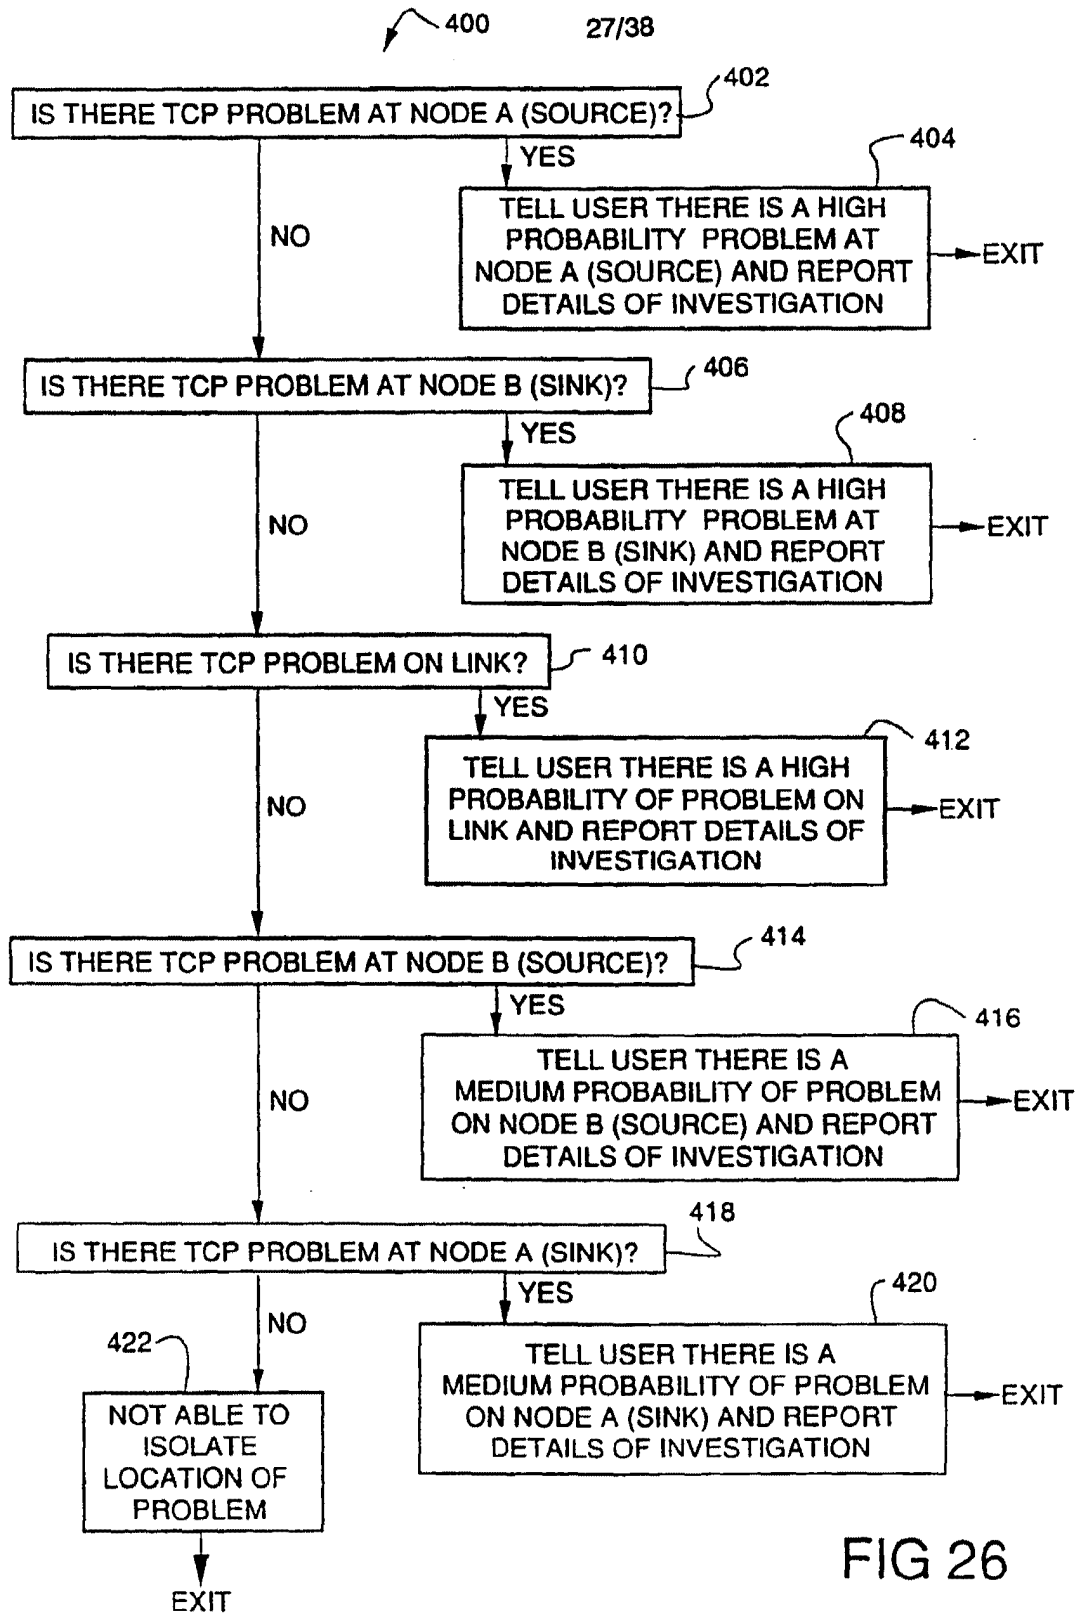 400
27/38
402
IS THERE TCP PROBLEM AT NODE A (SOURCE)?
YES
404
NO
TELL USER THERE IS A HIGH
PROBABILITY PROBLEM AT
NODE A (SOURCE) AND REPORT
DETAILS OF INVESTIGATION
EXIT
406
IS THERE TCP PROBLEM AT NODE B (SINK)?
YES
408
NO
TELL USER THERE IS A HIGH
PROBABILITY PROBLEM AT
NODE B (SINK) AND REPORT
DETAILS OF INVESTIGATION
EXIT
410
IS THERE TCP PROBLEM ON LINK?
YES
412
NO
TELL USER THERE IS A HIGH
PROBABILITY OF PROBLEM ON
LINK AND REPORT DETAILS OF
INVESTIGATION
EXIT
414
IS THERE TCP PROBLEM AT NODE B (SOURCE)?
YES
416
NO
TELL USER THERE IS A
MEDIUM PROBABILITY OF PROBLEM
ON NODE B (SOURCE) AND REPORT
DETAILS OF INVESTIGATION
EXIT
418
IS THERE TCP PROBLEM AT NODE A (SINK)?
YES
420
NO
422
TELL USER THERE IS A
MEDIUM PROBABILITY OF PROBLEM
ON NODE A (SINK) AND REPORT
DETAILS OF INVESTIGATION
EXIT
NOT ABLE TO
ISOLATE
LOCATION OF
PROBLEM
EXIT
FIG 26